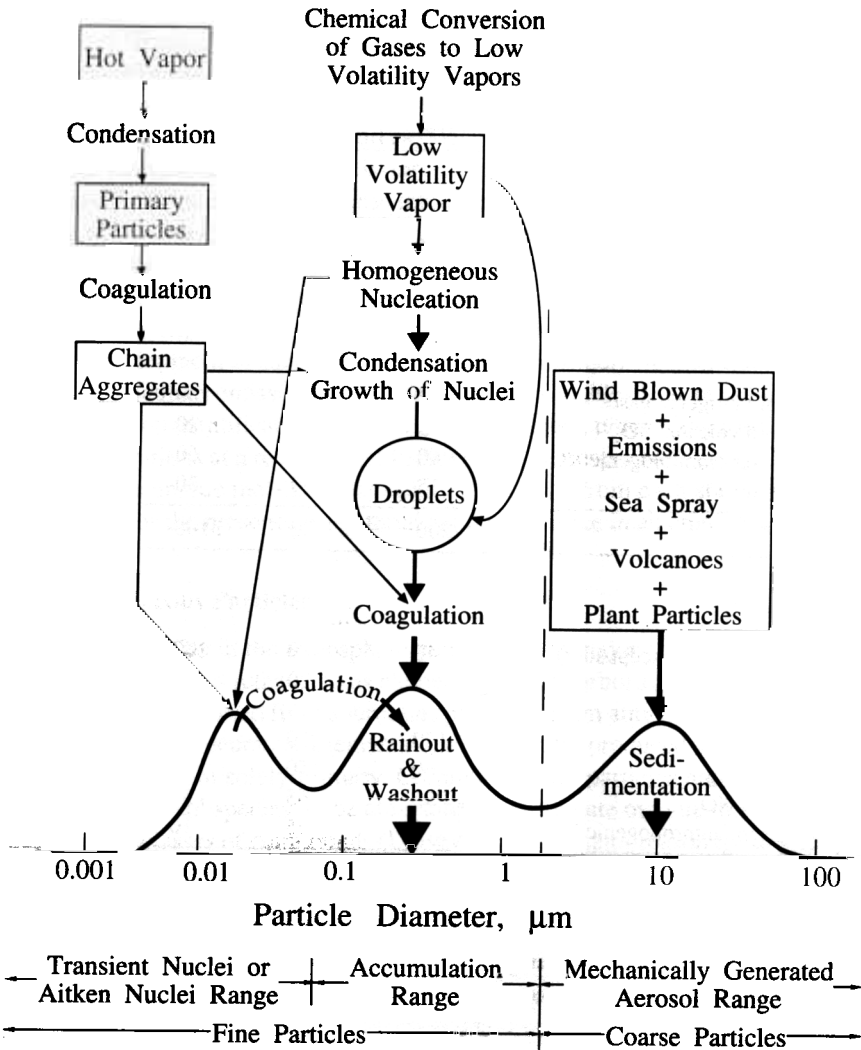 Hot Vapor
Condensation
Primary
Particles
Coagulation
Chain
Aggregates
Chemical Conversion
of Gases to Low
Volatility Vapors
Low
Volatility
Vapor
Homogeneous
Nucleation
Condensation
Growth of Nuclei
Droplets
Coagulation
Wind Blown Dust
+
Emissions
+
Sea Spray
+
Volcanoes
+
Plant Particles
Coagulation
Rainout
&
Washout
Sedi-
mentation
0.001 0.01 0.1 1 10 100
Particle Diameter, μm
Transient Nuclei or
Aitken Nuclei Range
Accumulation
Range
Mechanically Generated
Aerosol Range
Fine Particles
Coarse Particles